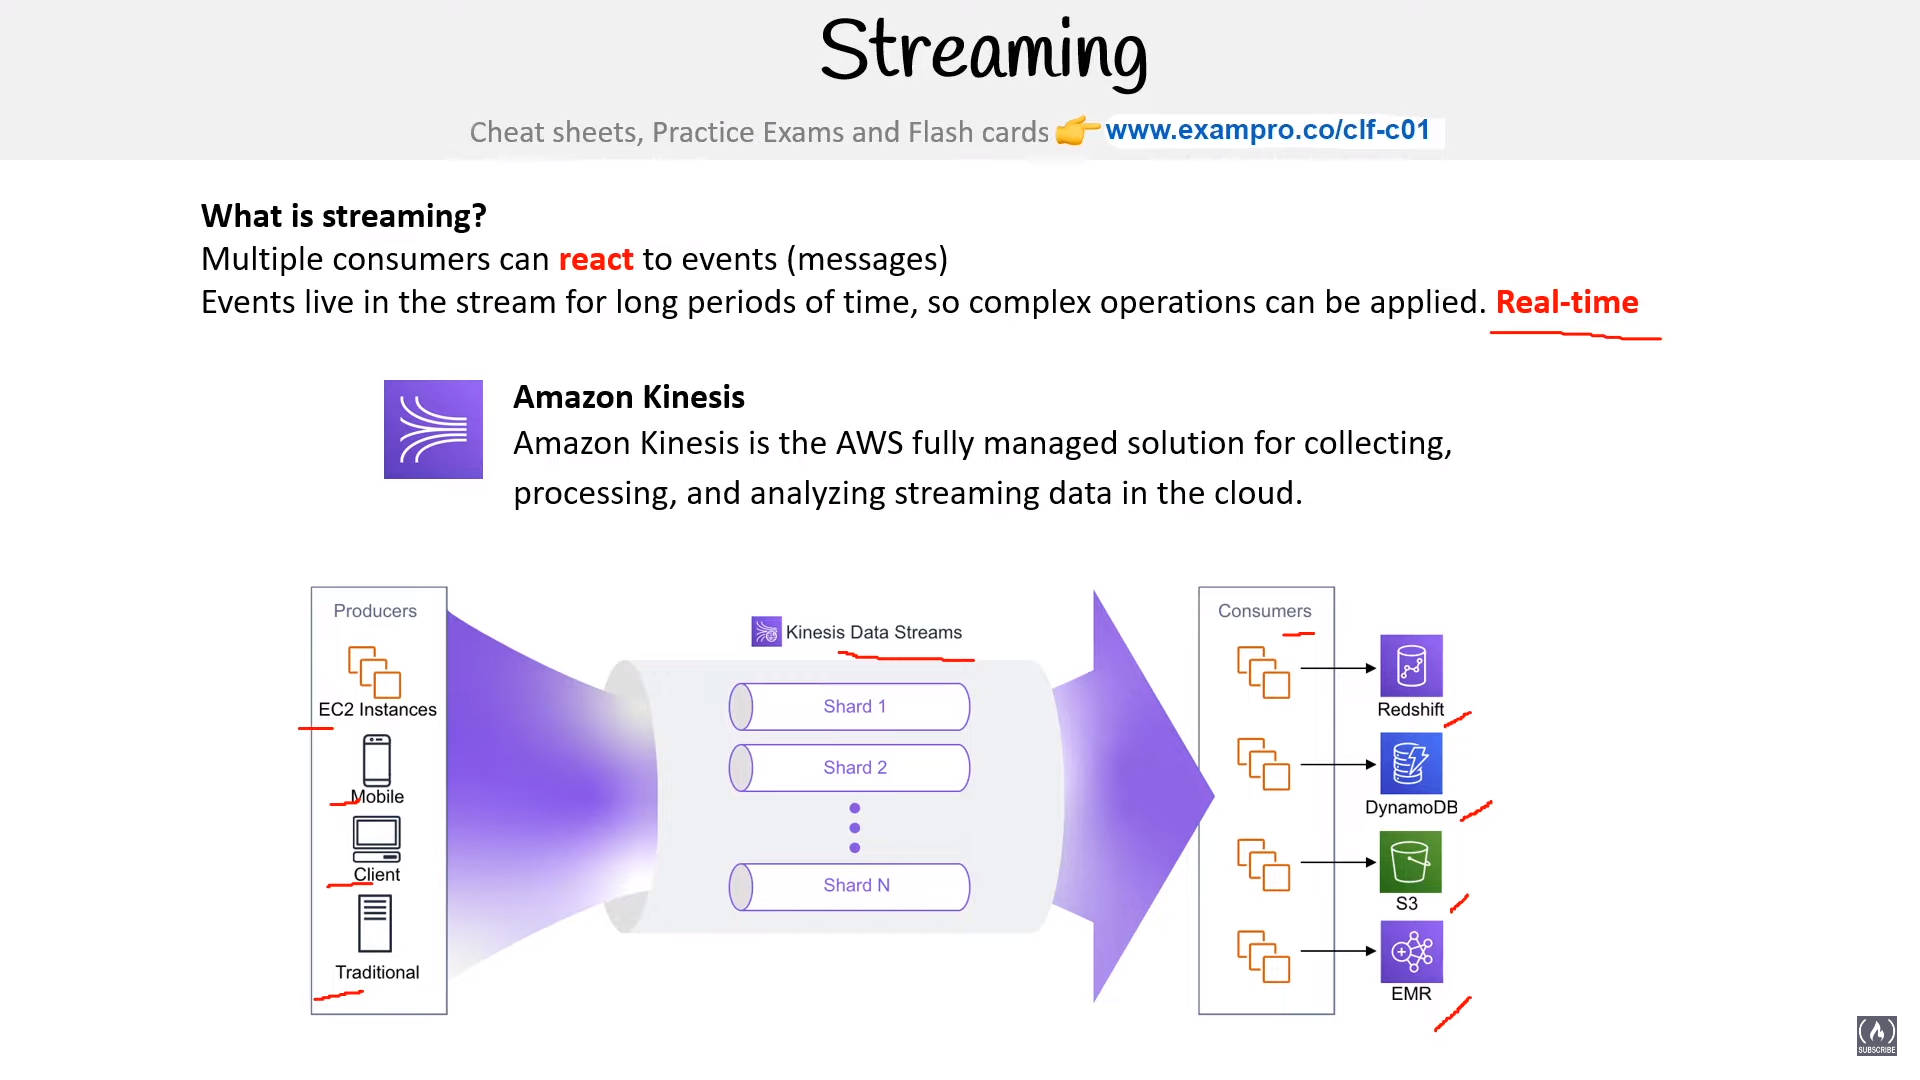 Streaming
Cheat sheets, Practice Exams and Flash cards 👉 www.exampro.co/clf-c01
What is streaming?
Multiple consumers can react to events (messages)
Events live in the stream for long periods of time, so complex operations can be applied. Real-time
Amazon Kinesis
Amazon Kinesis is the AWS fully managed solution for collecting,
processing, and analyzing streaming data in the cloud.
Producers
EC2 Instances
Mobile
Client
Traditional
Kinesis Data Streams
Shard 1
Shard 2
Shard N
Consumers
Redshift
DynamoDB
S3
EMR
SUBSCRIBE